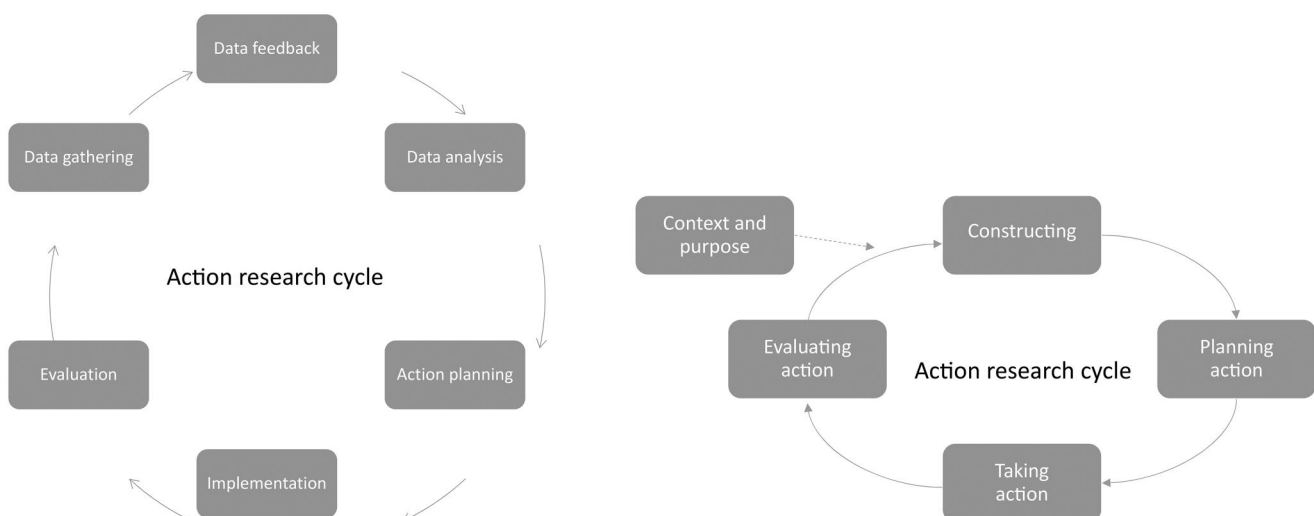 Data feedback
Data gathering
Data analysis
Action research cycle
Evaluation
Action planning
Implementation
Context and
purpose
Constructing
Evaluating
action
Action research cycle
Planning
action
Taking
action